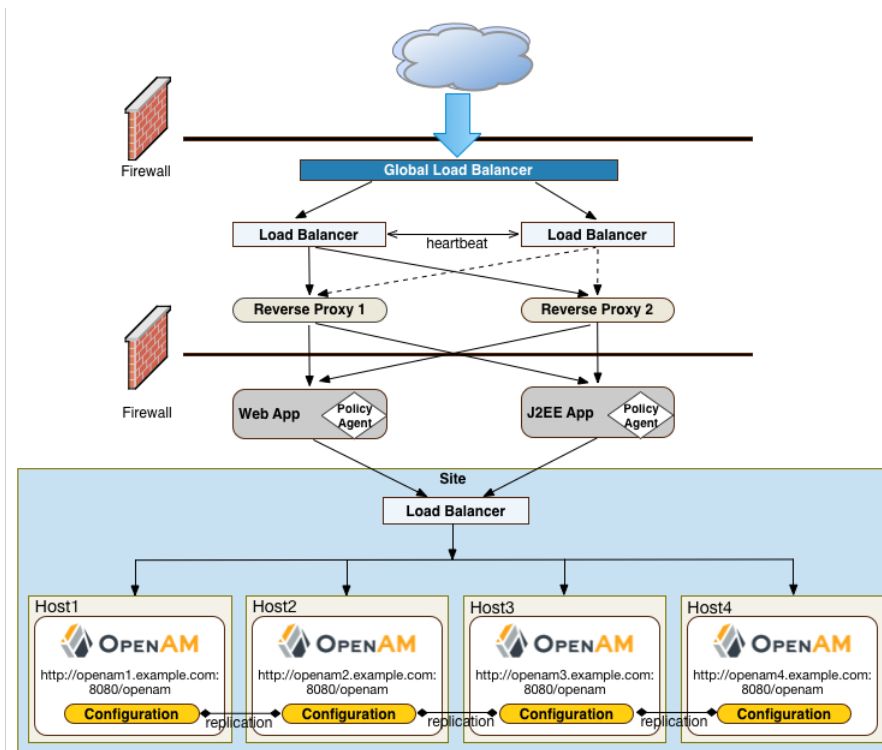 Firewall
Global Load Balancer
Load Balancer
heartbeat
Load Balancer
Reverse Proxy 1
Reverse Proxy 2
Firewall
Web App
Policy
Agent
J2EE App
Policy
Agent
Site
Load Balancer
Host1
OPENAM
http://openam1.example.com:
8080/openam
Configuration
replication
Host2
OPENAM
http://openam2.example.com:
8080/openam
Configuration
replication
Host3
OPENAM
http://openam3.example.com:
8080/openam
Configuration
replication
Host4
OPENAM
http://openam4.example.com:
8080/openam
Configuration